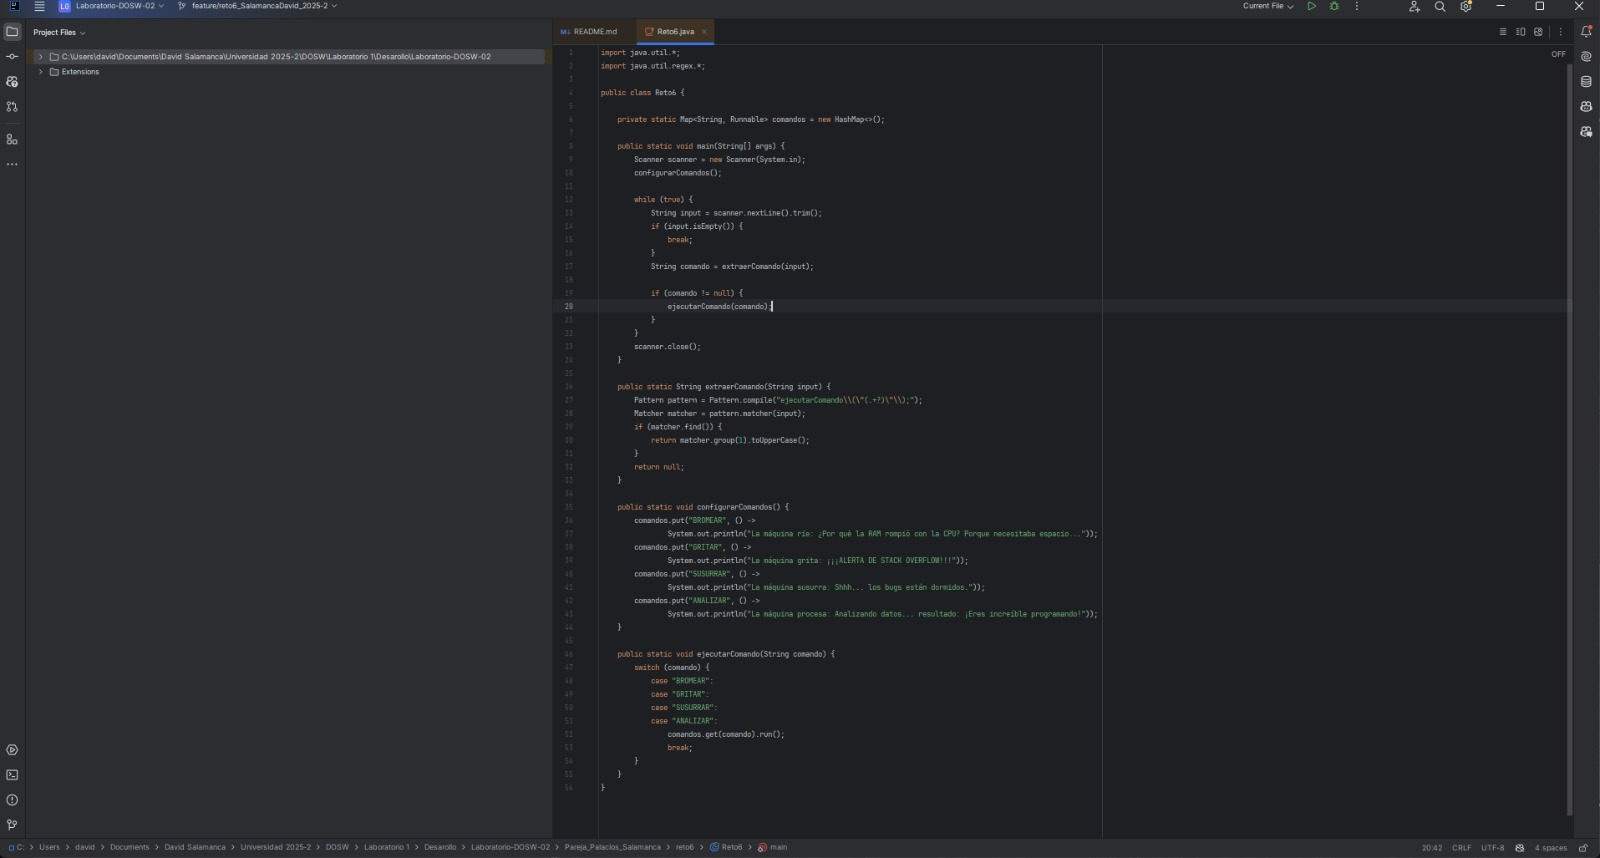 LO Laboratorio-DOSW-02 feature/reto6_SalamancaDavid_2025-2 Current File
Project Files
C:\Users\david\Documents\David Salamanca\Universidad 2025-2\DOSW\Laboratorio 1\Desarollo\Laboratorio-DOSW-02
Extensions
M↓ README.md Reto6.java
OFF
1 import java.util.*;
2 import java.util.regex.*;
3
4 public class Reto6 {
5
6 private static Map<String, Runnable> comandos = new HashMap<>();
7
8 public static void main(String[] args) {
9 Scanner scanner = new Scanner(System.in);
10 configurarComandos();
11
12 while (true) {
13 String input = scanner.nextLine().trim();
14 if (input.isEmpty()) {
15 break;
16 }
17 String comando = extraerComando(input);
18
19 if (comando != null) {
20 ejecutarComando(comando);
21 }
22 }
23 scanner.close();
24 }
25
26 public static String extraerComando(String input) {
27 Pattern pattern = Pattern.compile("ejecutarComando\\(\"(.+?)\"\\);");
28 Matcher matcher = pattern.matcher(input);
29 if (matcher.find()) {
30 return matcher.group(1).toUpperCase();
31 }
32 return null;
33 }
34
35 public static void configurarComandos() {
36 comandos.put("BROMEAR", () ->
37 System.out.println("La máquina ríe: ¿Por qué la RAM rompió con la CPU? Porque necesitaba espacio..."));
38 comandos.put("GRITAR", () ->
39 System.out.println("La máquina grita: ¡¡¡ALERTA DE STACK OVERFLOW!!!"));
40 comandos.put("SUSURRAR", () ->
41 System.out.println("La máquina susurra: Shhh... los bugs están dormidos."));
42 comandos.put("ANALIZAR", () ->
43 System.out.println("La máquina procesa: Analizando datos... resultado: ¡Eres increíble programando!"));
44 }
45
46 public static void ejecutarComando(String comando) {
47 switch (comando) {
48 case "BROMEAR":
49 case "GRITAR":
50 case "SUSURRAR":
51 case "ANALIZAR":
52 comandos.get(comando).run();
53 break;
54 }
55 }
56 }
C: > Users > david > Documents > David Salamanca > Universidad 2025-2 > DOSW > Laboratorio 1 > Desarollo > Laboratorio-DOSW-02 > Pareja_Palacios_Salamanca > reto6 > Reto6 > main 20:42 CRLF UTF-8 4 spaces